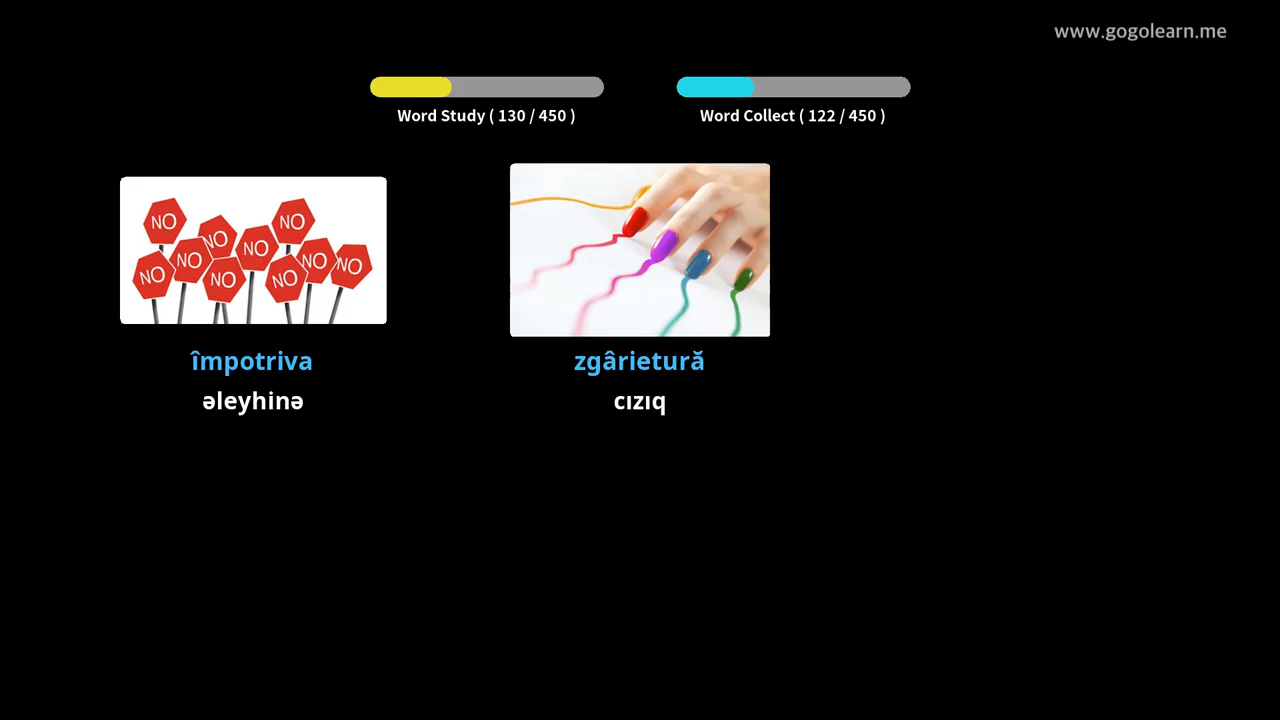 www.gogolearn.me
Word Study ( 130 / 450 )
Word Collect ( 122 / 450 )
NO
NO
NO
NO
NO
NO
NO
NO
NO
NO
împotriva
zgârietură
əleyhinə
cızıq